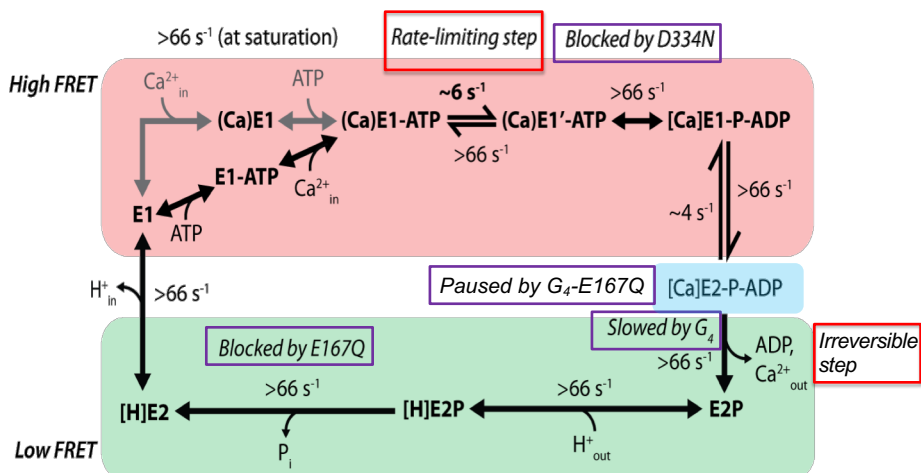 >66 s⁻¹ (at saturation)
Rate-limiting step
Blocked by D334N
High FRET
Ca²⁺in
ATP
~6 s⁻¹
>66 s⁻¹
(Ca)E1
(Ca)E1-ATP
(Ca)E1'-ATP
[Ca]E1-P-ADP
>66 s⁻¹
E1-ATP
Ca²⁺in
E1
ATP
~4 s⁻¹
>66 s⁻¹
H⁺in
>66 s⁻¹
Paused by G₄-E167Q
[Ca]E2-P-ADP
Slowed by G₄
Blocked by E167Q
>66 s⁻¹
ADP,
Ca²⁺out
Irreversible
step
>66 s⁻¹
>66 s⁻¹
[H]E2
[H]E2P
E2P
Pᵢ
H⁺out
Low FRET